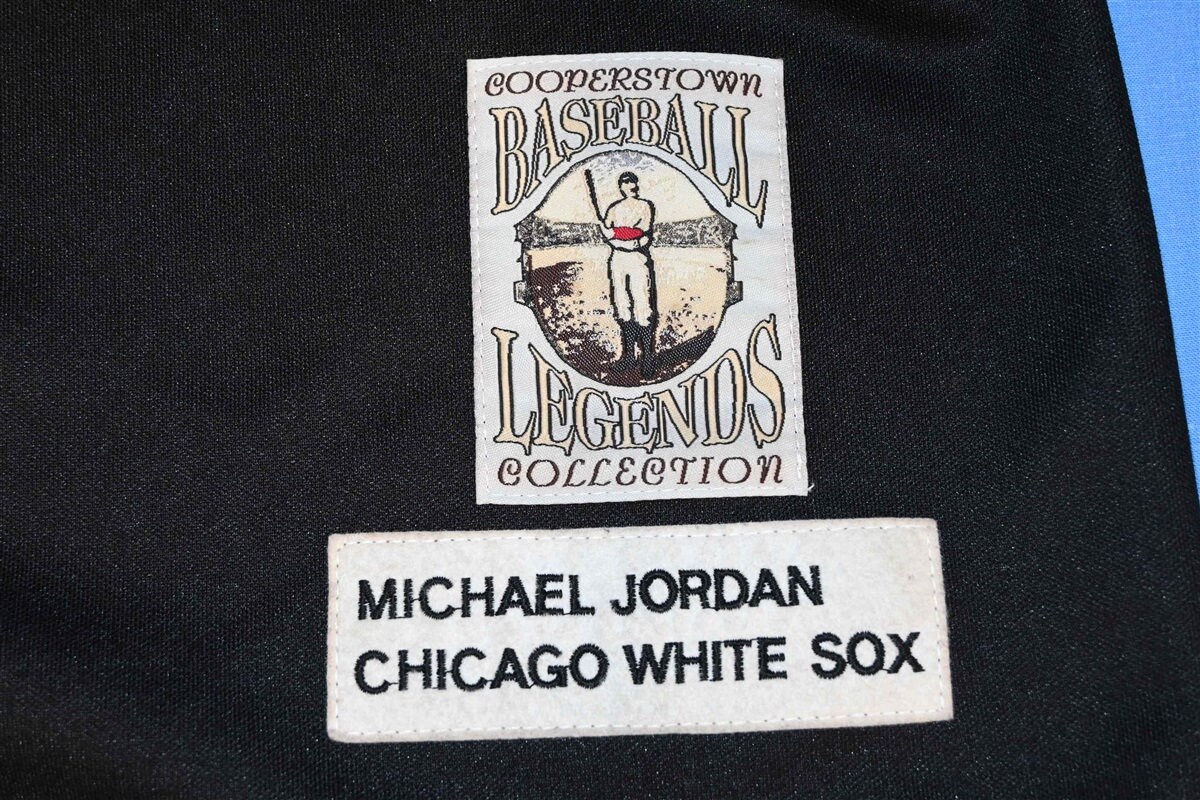 COOPERSTOWN
BASEBALL
LEGENDS
COLLECTION
MICHAEL JORDAN
CHICAGO WHITE SOX